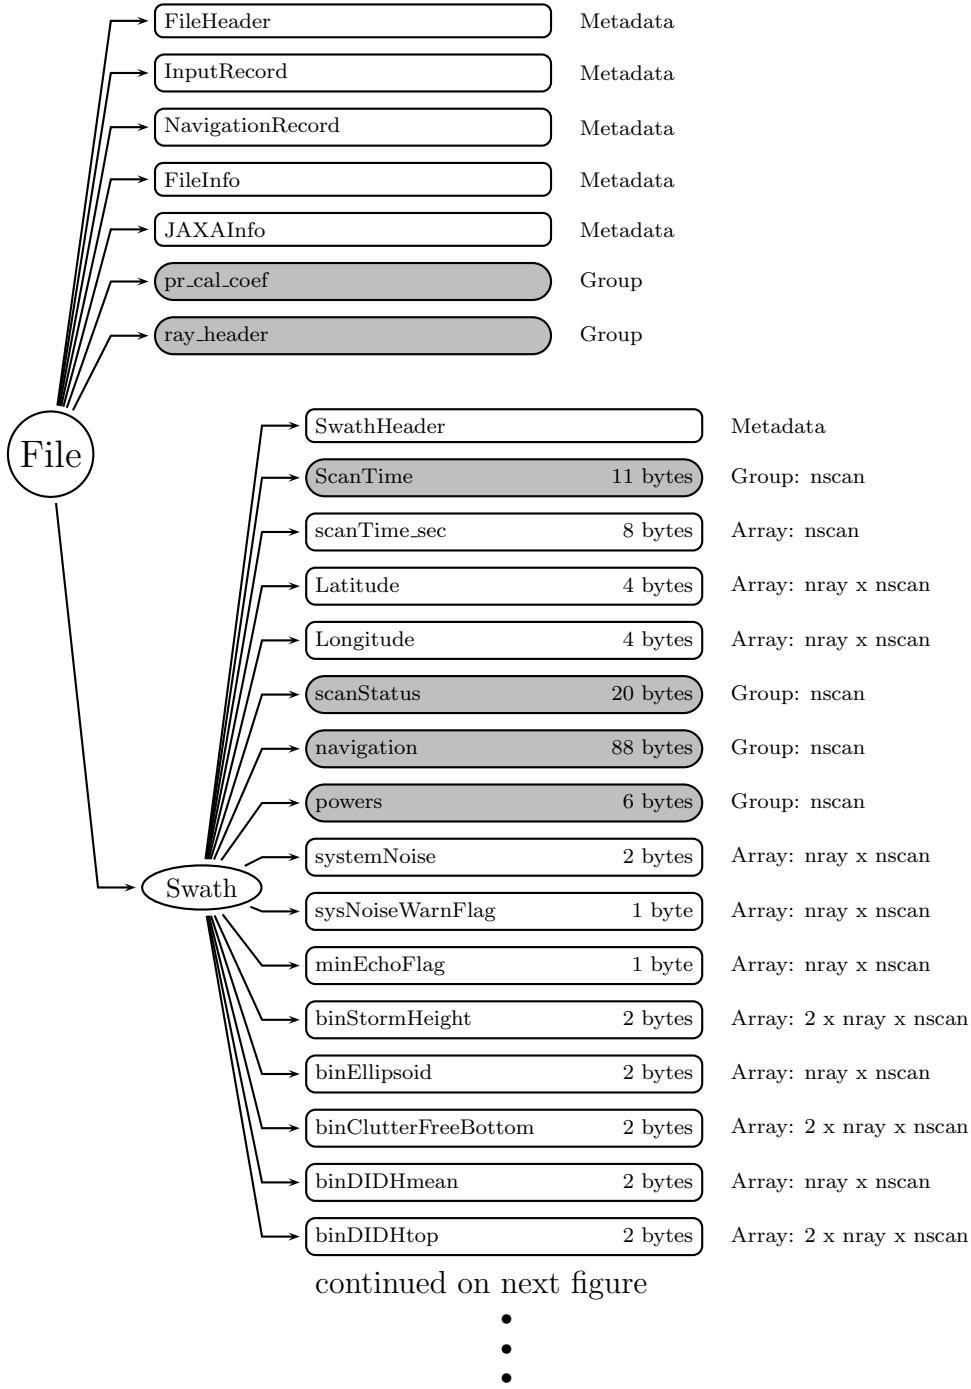 FileHeader Metadata
InputRecord Metadata
NavigationRecord Metadata
FileInfo Metadata
JAXAInfo Metadata
pr_cal_coef Group
ray_header Group
File
SwathHeader Metadata
ScanTime 11 bytes Group: nscan
scanTime_sec 8 bytes Array: nscan
Latitude 4 bytes Array: nray x nscan
Longitude 4 bytes Array: nray x nscan
scanStatus 20 bytes Group: nscan
navigation 88 bytes Group: nscan
powers 6 bytes Group: nscan
systemNoise 2 bytes Array: nray x nscan
Swath
sysNoiseWarnFlag 1 byte Array: nray x nscan
minEchoFlag 1 byte Array: nray x nscan
binStormHeight 2 bytes Array: 2 x nray x nscan
binEllipsoid 2 bytes Array: nray x nscan
binClutterFreeBottom 2 bytes Array: 2 x nray x nscan
binDIDHmean 2 bytes Array: nray x nscan
binDIDHtop 2 bytes Array: 2 x nray x nscan
continued on next figure